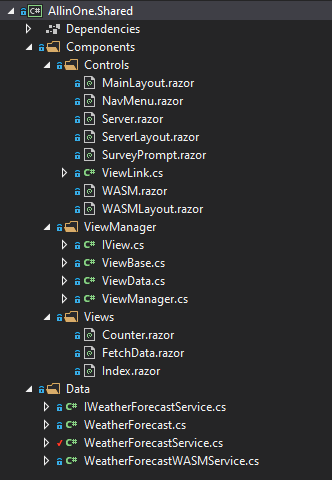 AllinOne.Shared
Dependencies
Components
Controls
MainLayout.razor
NavMenu.razor
Server.razor
ServerLayout.razor
SurveyPrompt.razor
ViewLink.cs
WASM.razor
WASMLayout.razor
ViewManager
IView.cs
ViewBase.cs
ViewData.cs
ViewManager.cs
Views
Counter.razor
FetchData.razor
Index.razor
Data
IWeatherForecastService.cs
WeatherForecast.cs
WeatherForecastService.cs
WeatherForecastWASMService.cs